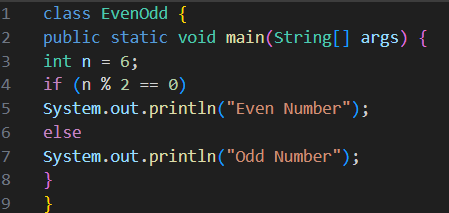 1 class EvenOdd {
2 public static void main(String[] args) {
3 int n = 6;
4 if (n % 2 == 0)
5 System.out.println("Even Number");
6 else
7 System.out.println("Odd Number");
8 }
9 }